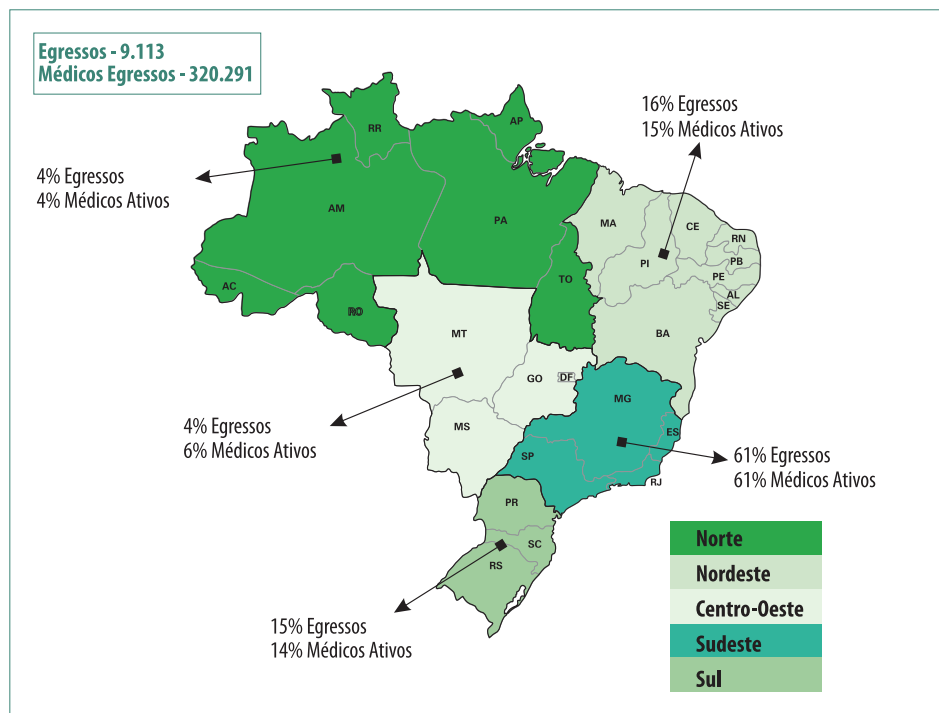 Egressos - 9.113
Médicos Egressos - 320.291
16% Egressos
15% Médicos Ativos
4% Egressos
4% Médicos Ativos
RR
AP
AM
PA
MA
CE
RN
PB
PI
PE
AL
SE
AC
TO
RO
BA
MT
GO
DF
MG
MS
ES
SP
RJ
4% Egressos
6% Médicos Ativos
61% Egressos
61% Médicos Ativos
PR
SC
RS
15% Egressos
14% Médicos Ativos
Norte
Nordeste
Centro-Oeste
Sudeste
Sul